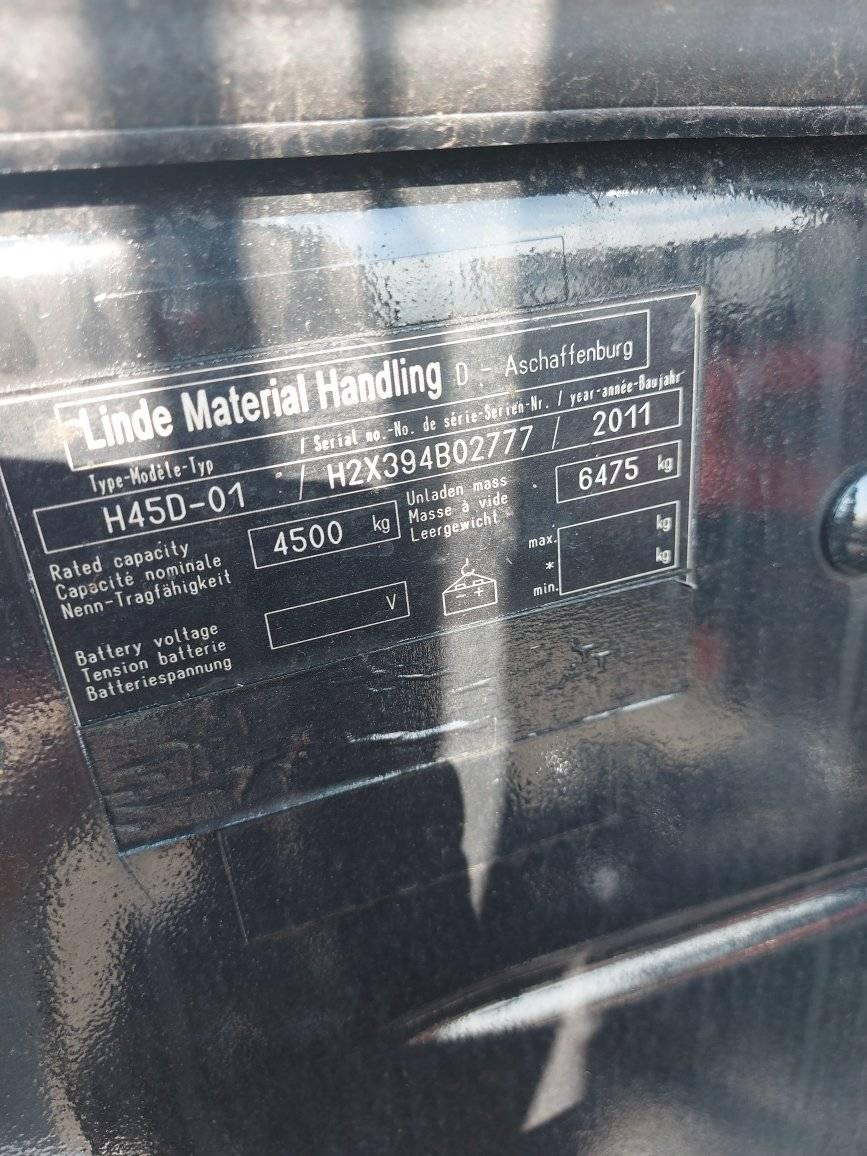 Linde Material Handling D - Aschaffenburg
Type-Modèle-Typ / Serial no.-No. de série-Serien-Nr. / year-année-Baujahr
H45D-01 / H2X394B02777 / 2011
Rated capacity
Capacité nominale
Nenn-Tragfähigkeit
4500 kg
Unladen mass
Masse à vide
Leergewicht
6475 kg
Battery voltage
Tension batterie
Batteriespannung
V
- +
max. kg
*
min. kg